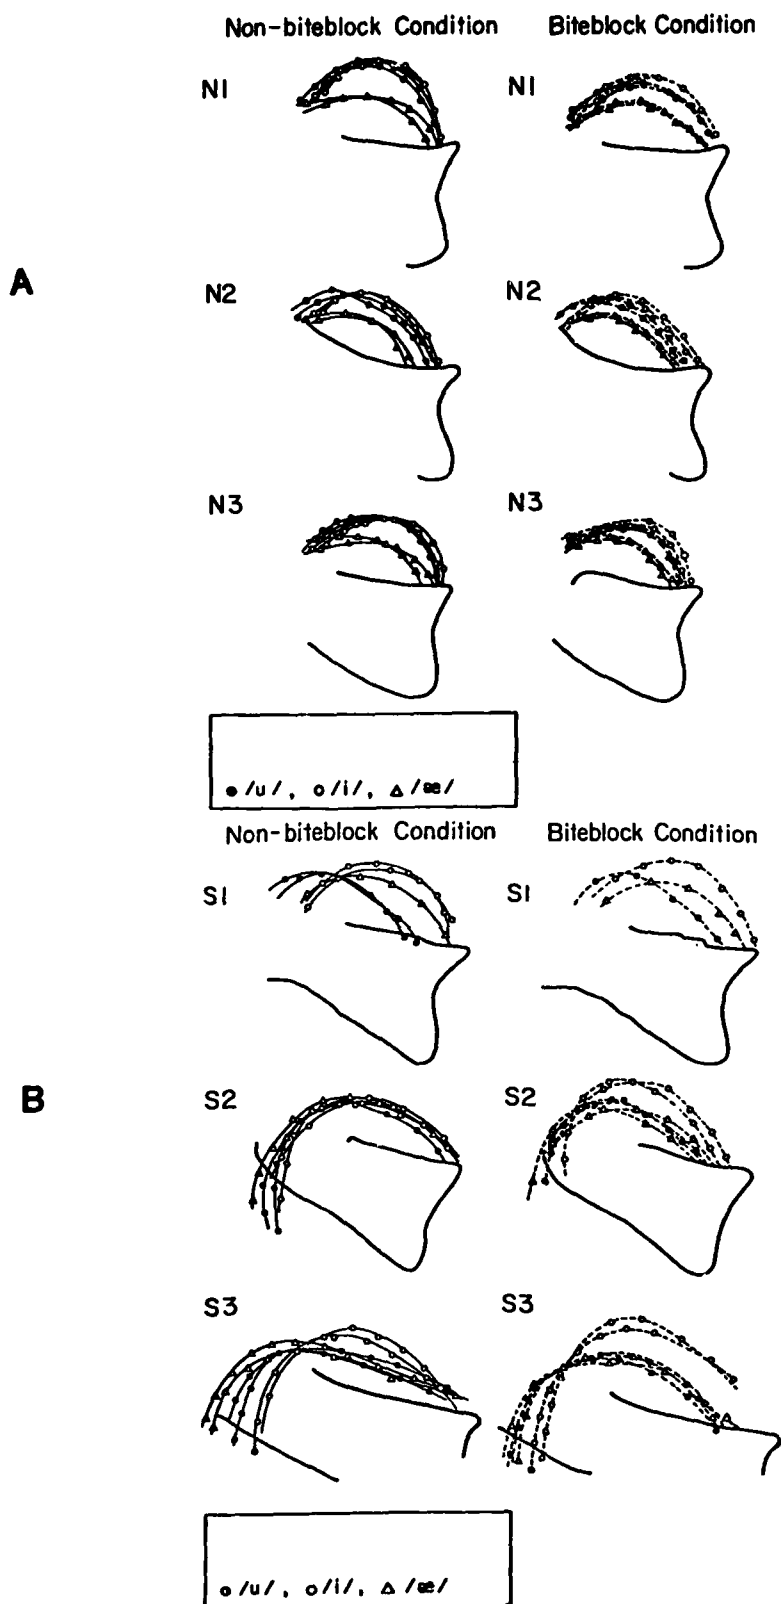 Non-biteblock Condition Biteblock Condition
N1 N1
A
N2 N2
N3 N3
● /u/, ○ /i/, △ /æ/
Non-biteblock Condition Biteblock Condition
S1 S1
B
S2 S2
S3 S3
● /u/, ○ /i/, △ /æ/